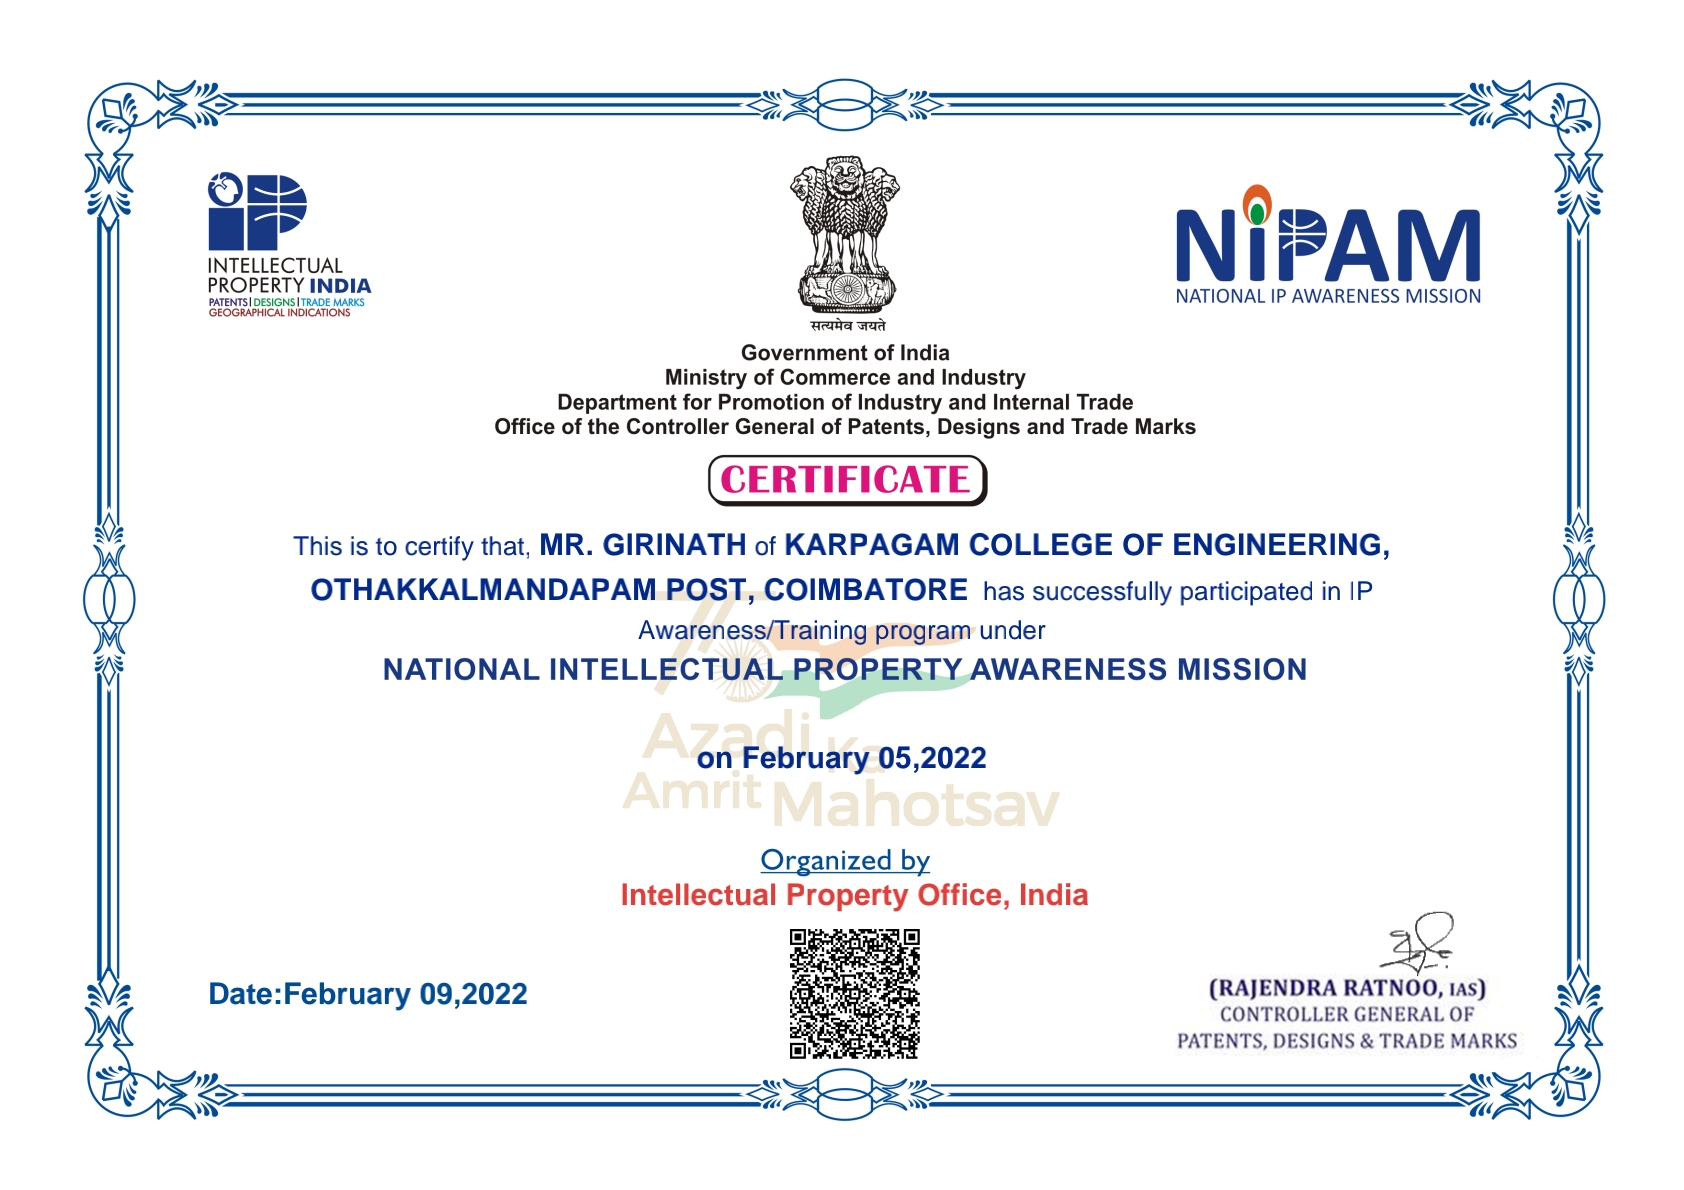 INTELLECTUAL
PROPERTY INDIA
PATENTS|DESIGNS|TRADE MARKS
GEOGRAPHICAL INDICATIONS
सत्यमेव जयते
NiPAM
NATIONAL IP AWARENESS MISSION
Government of India
Ministry of Commerce and Industry
Department for Promotion of Industry and Internal Trade
Office of the Controller General of Patents, Designs and Trade Marks
CERTIFICATE
This is to certify that, MR. GIRINATH of KARPAGAM COLLEGE OF ENGINEERING,
OTHAKKALMANDAPAM POST, COIMBATORE has successfully participated in IP
Awareness/Training program under
NATIONAL INTELLECTUAL PROPERTY AWARENESS MISSION
75
Azadi Ka
Amrit Mahotsav
on February 05,2022
Organized by
Intellectual Property Office, India
Date:February 09,2022
(RAJENDRA RATNOO, IAS)
CONTROLLER GENERAL OF
PATENTS, DESIGNS & TRADE MARKS